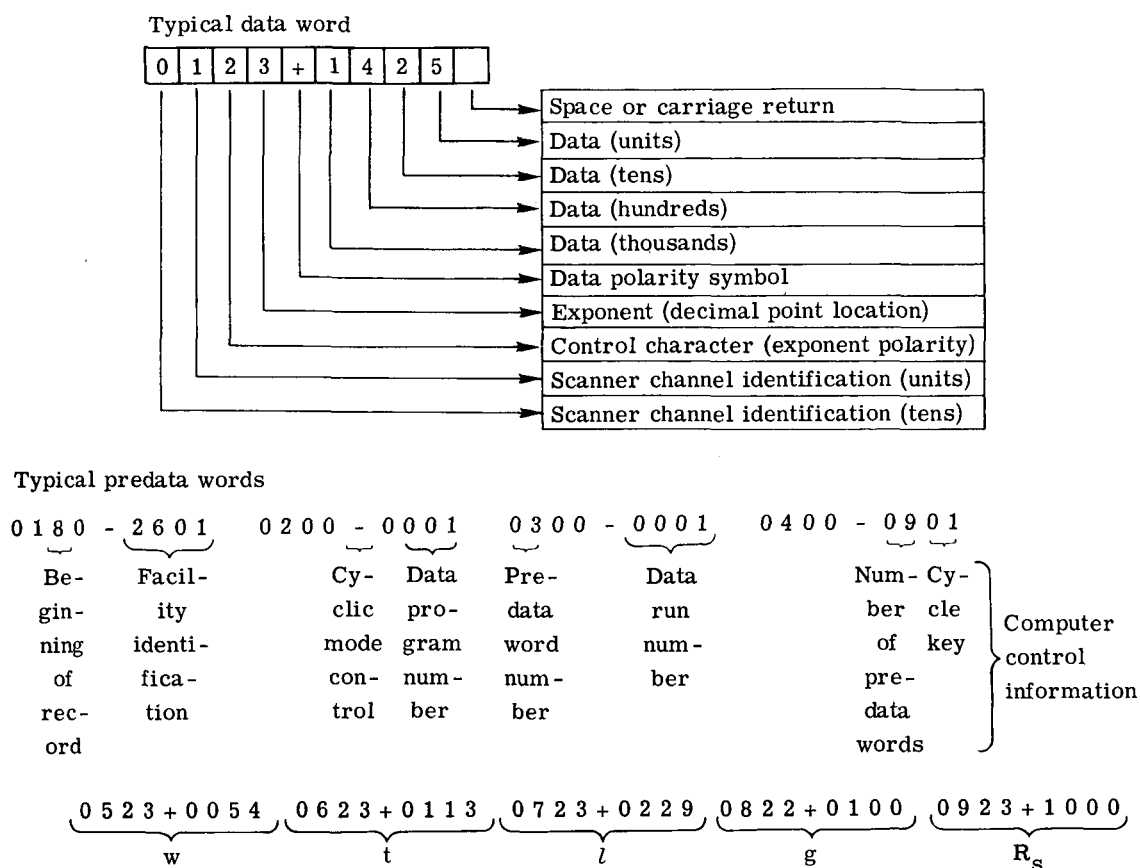 Typical data word
0 1 2 3 + 1 4 2 5
Space or carriage return
Data (units)
Data (tens)
Data (hundreds)
Data (thousands)
Data polarity symbol
Exponent (decimal point location)
Control character (exponent polarity)
Scanner channel identification (units)
Scanner channel identification (tens)
Typical predata words
0 1 8 0 - 2 6 0 1 0 2 0 0 - 0 0 0 1 0 3 0 0 - 0 0 0 1 0 4 0 0 - 0 9 0 1
Be- Facil- Cy- Data Pre- Data Num- Cy-
gin- ity clic pro- data run ber cle
ning identi- mode gram word num- of key
of fica- con- num- num- ber pre-
rec- tion trol ber ber data
ord words
Computer
control
information
0 5 2 3 + 0 0 5 4 0 6 2 3 + 0 1 1 3 0 7 2 3 + 0 2 2 9 0 8 2 2 + 0 1 0 0 0 9 2 3 + 1 0 0 0
w t l g Rs